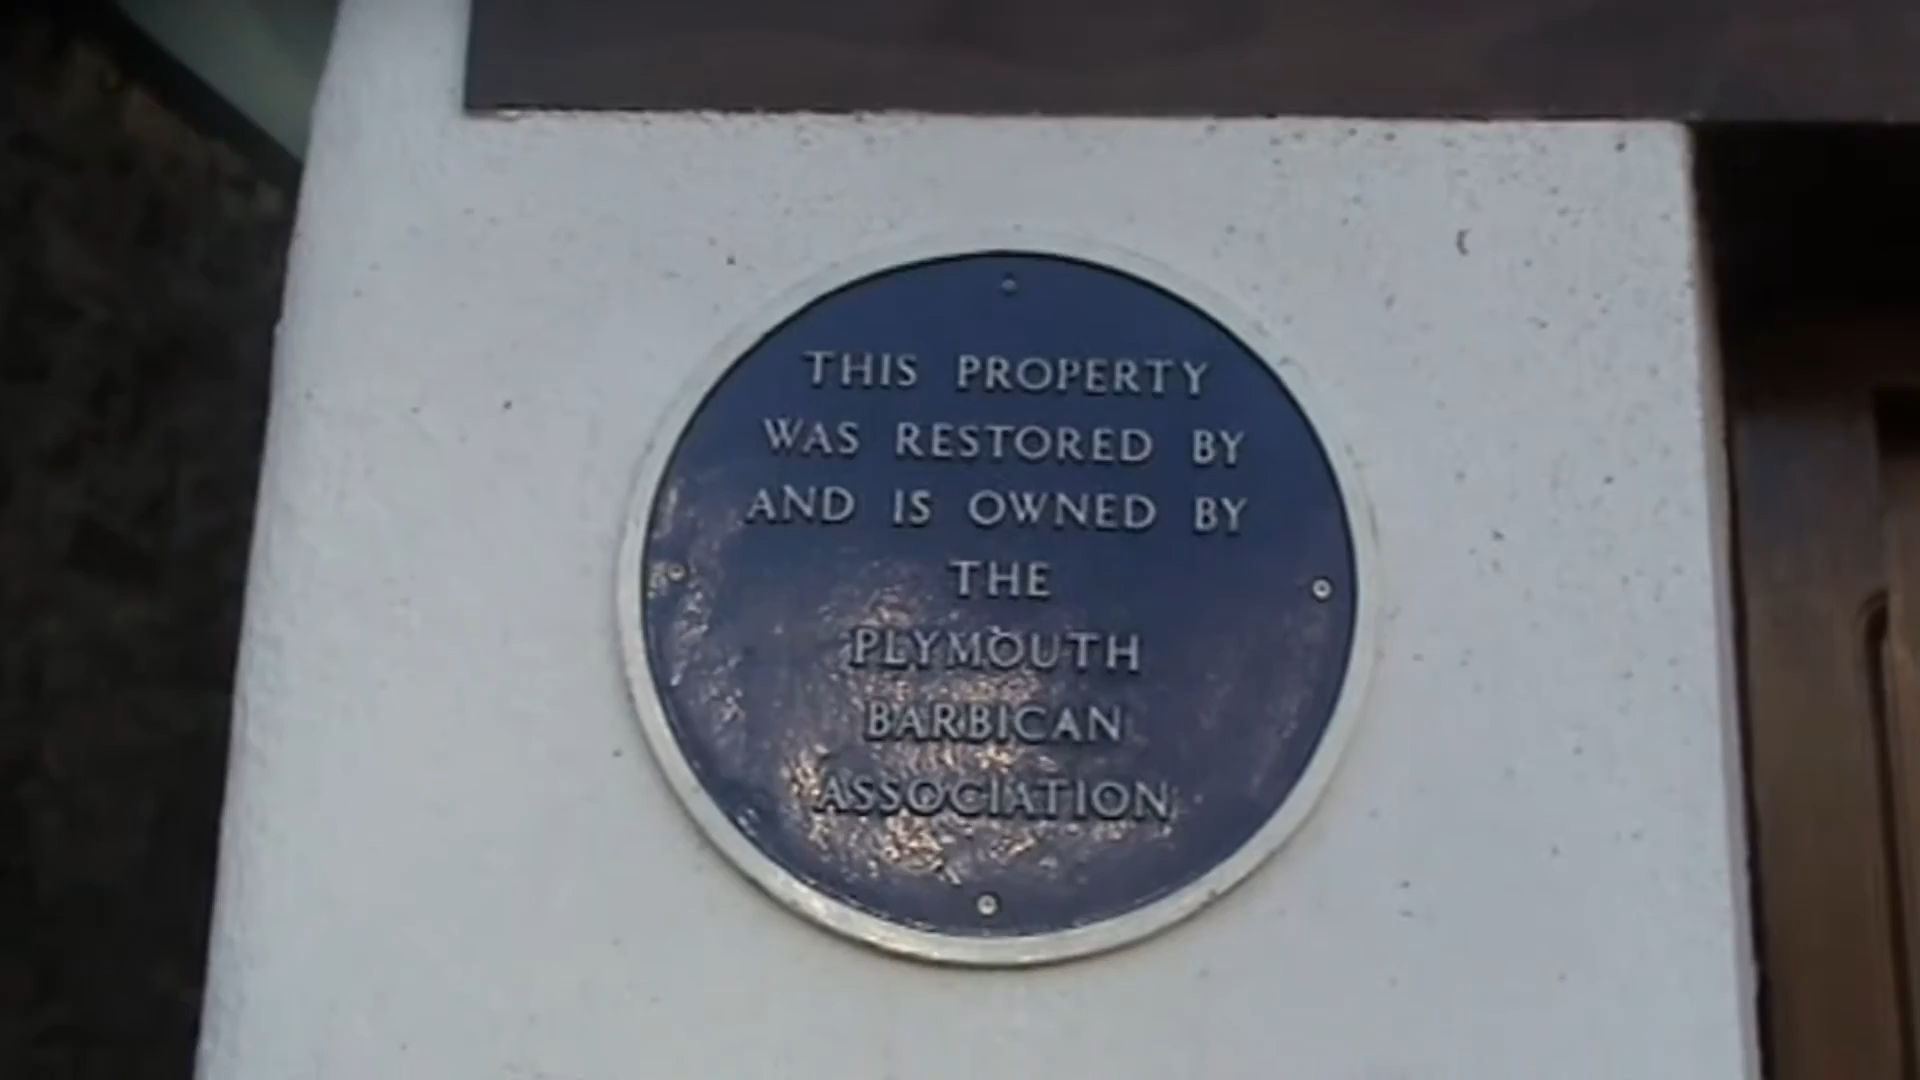 THIS PROPERTY
WAS RESTORED BY
AND IS OWNED BY
THE
PLYMOUTH
BARBICAN
ASSOCIATION